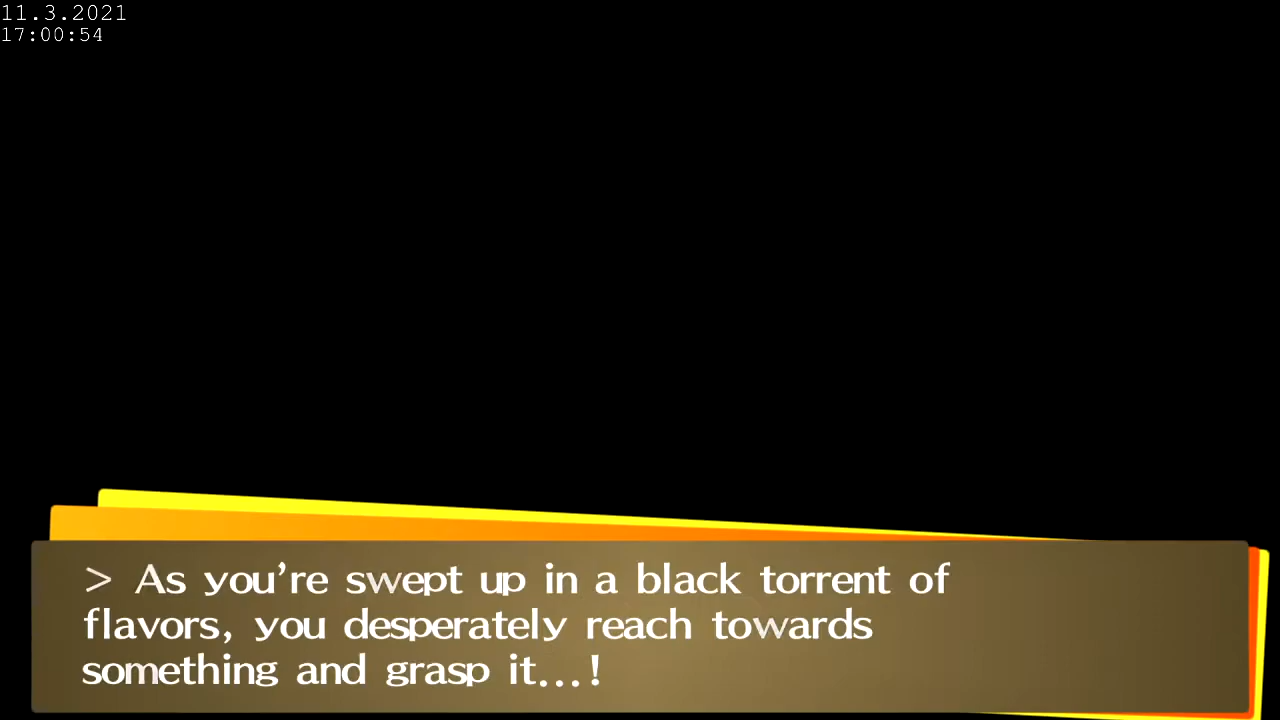 11.3.2021
17:00:54
> As you're swept up in a black torrent of
flavors, you desperately reach towards
something and grasp it...!